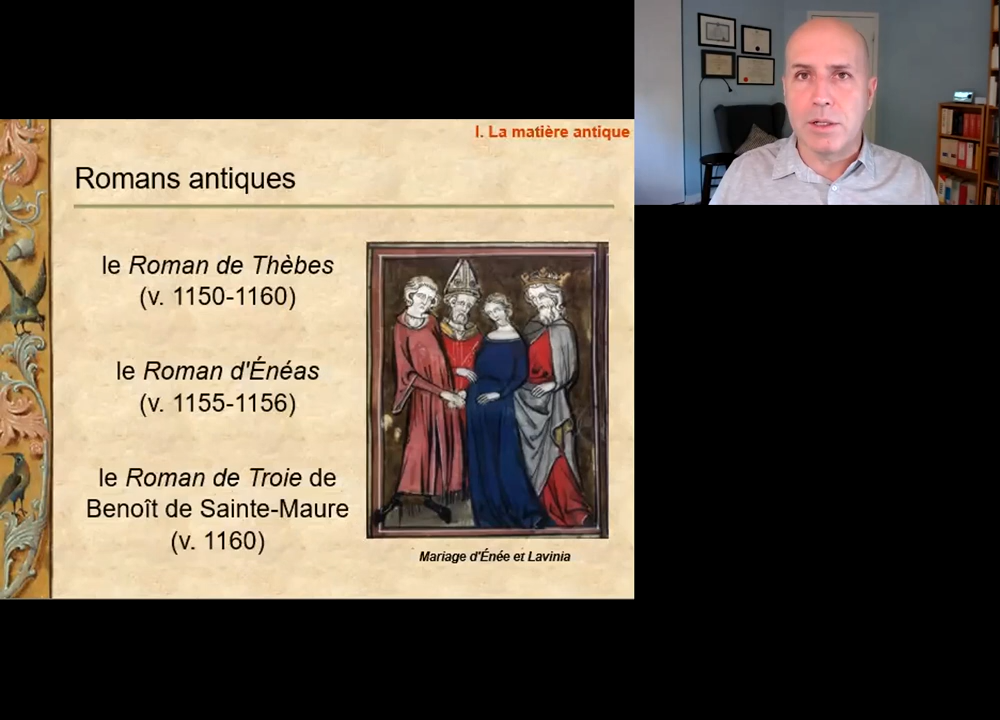 I. La matière antique
Romans antiques
le Roman de Thèbes
(v. 1150-1160)
le Roman d'Énéas
(v. 1155-1156)
le Roman de Troie de
Benoît de Sainte-Maure
(v. 1160)
Mariage d'Énée et Lavinia